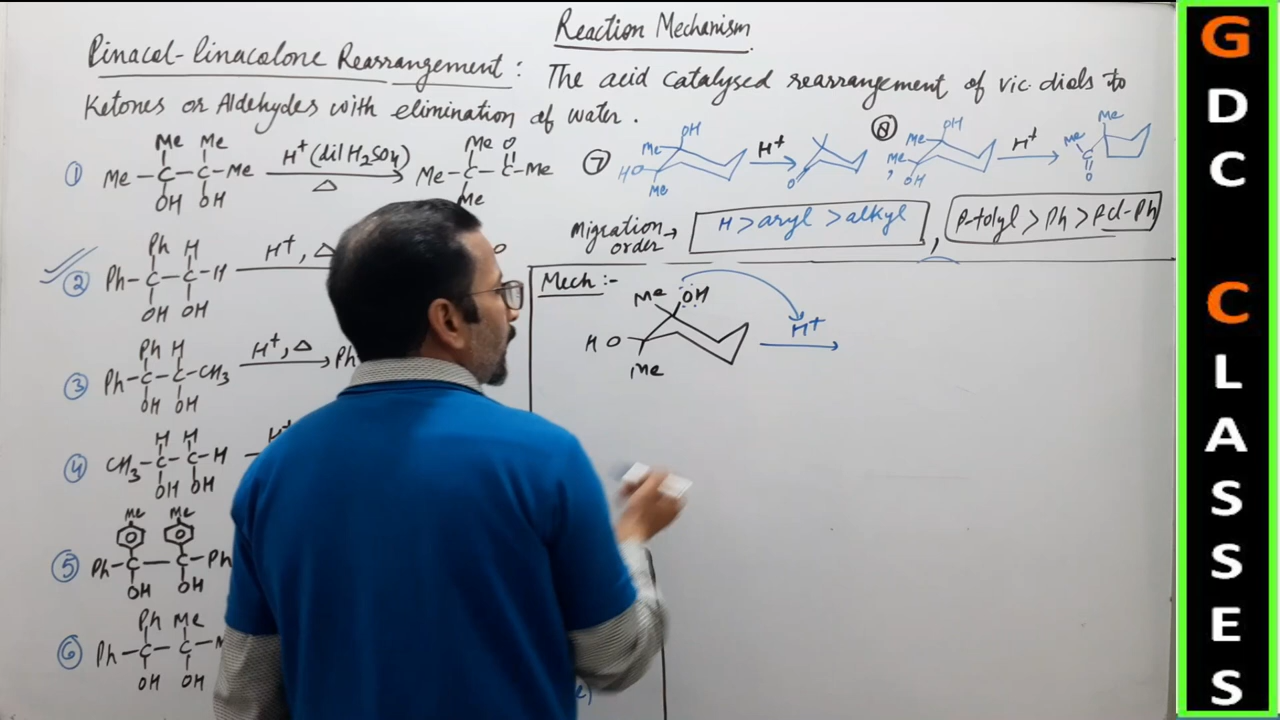 Reaction Mechanism
Pinacol-Pinacolone Rearrangement : The acid catalysed rearrangement of vic. diols to
Ketones or Aldehydes with elimination of water.
① Me Me
Me - C - C - Me
OH OH
H⁺(dil H₂SO₄)
△
Me O
Me - C - C - Me
Me
② Ph H
Ph - C - C - H
OH OH
H⁺, △
③ Ph H
Ph - C - C - CH₃
OH OH
H⁺, △
Ph
④ H H
CH₃ - C - C - H
OH OH
⑤ Me Me
Ph - C - C - Ph
OH OH
⑥ Ph Me
Ph - C - C -
OH OH
⑦ OH
Me
HO
Me
H⁺
O
⑧ OH
Me
Me
OH
H⁺
Me
Me C
O
Migration order → H > aryl > alkyl , P-tolyl > Ph > P-Cl-Ph
Mech :-
Me OH
HO
Me
H⁺
G
D
C
C
L
A
S
S
E
S